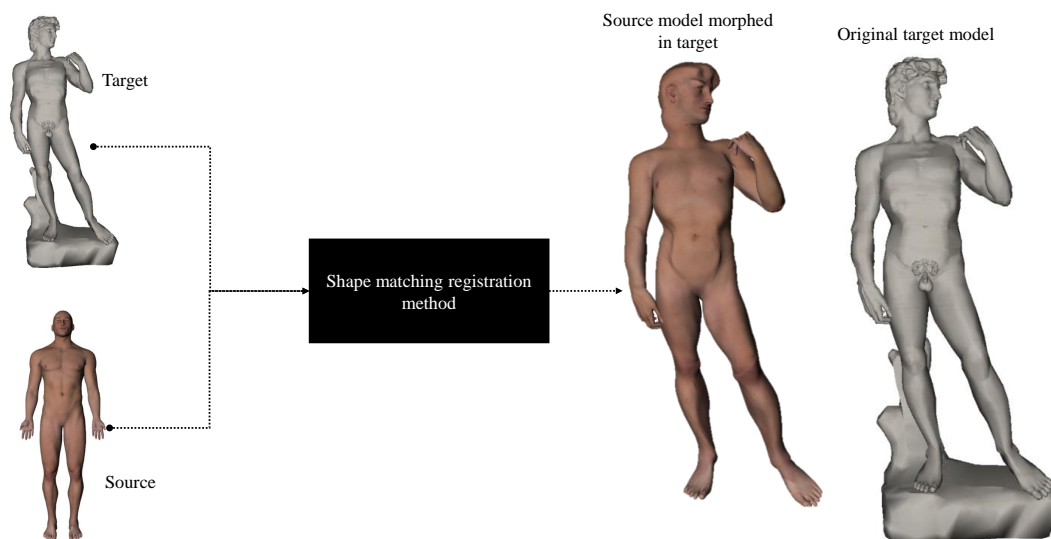 Source model morphed
in target
Original target model
Target
Shape matching registration
method
Source